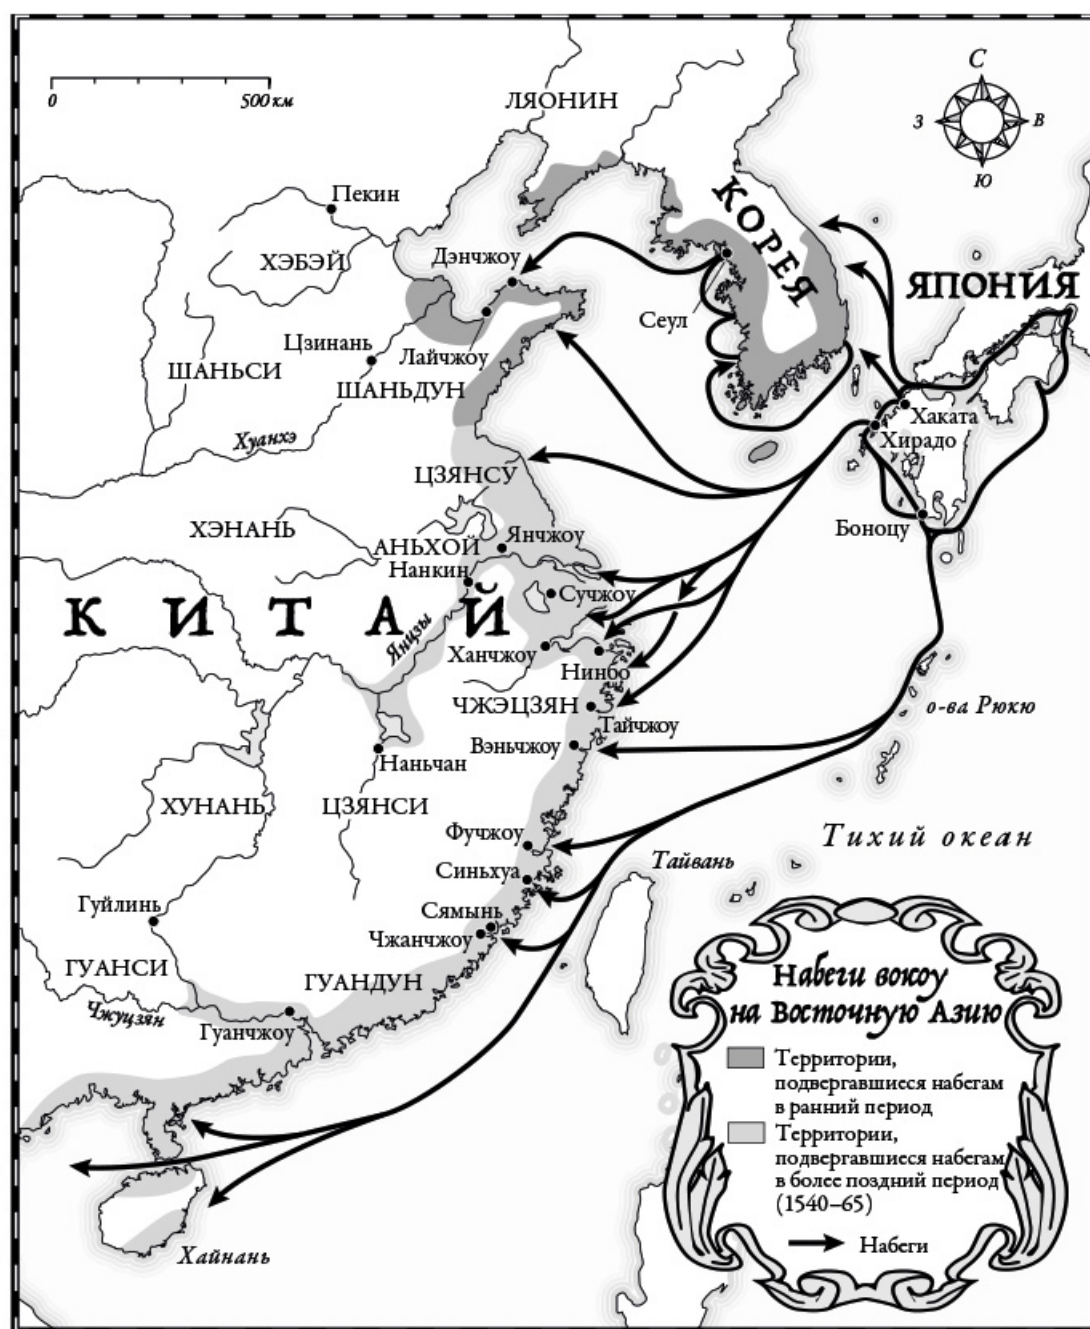 С
З
В
Ю
0
500 км
ЛЯОНИН
Пекин
КОРЕЯ
ХЭБЭЙ
Дэнчжоу
ЯПОНИЯ
Сеул
Цзинань
Лайчжоу
ШАНЬСИ
ШАНЬДУН
Хаката
Хирадо
Хуанхэ
ЦЗЯНСУ
ХЭНАНЬ
Боноцу
Янчжоу
АНЬХОЙ
Нанкин
Сучжоу
КИТАЙ
Янцзы
Ханчжоу
Нинбо
ЧЖЭЦЗЯН
о-ва Рюкю
Тайчжоу
Вэньчжоу
Наньчан
ХУНАНЬ
ЦЗЯНСИ
Фучжоу
Тихий океан
Тайвань
Синьхуа
Гуйлинь
Сямынь
Чжанчжоу
ГУАНСИ
ГУАНДУН
Чжуцзян
Гуанчжоу
Хайнань
Набеги вокоу
на Восточную Азию
Территории,
подвергавшиеся набегам
в ранний период
Территории,
подвергавшиеся набегам
в более поздний период
(1540–65)
Набеги